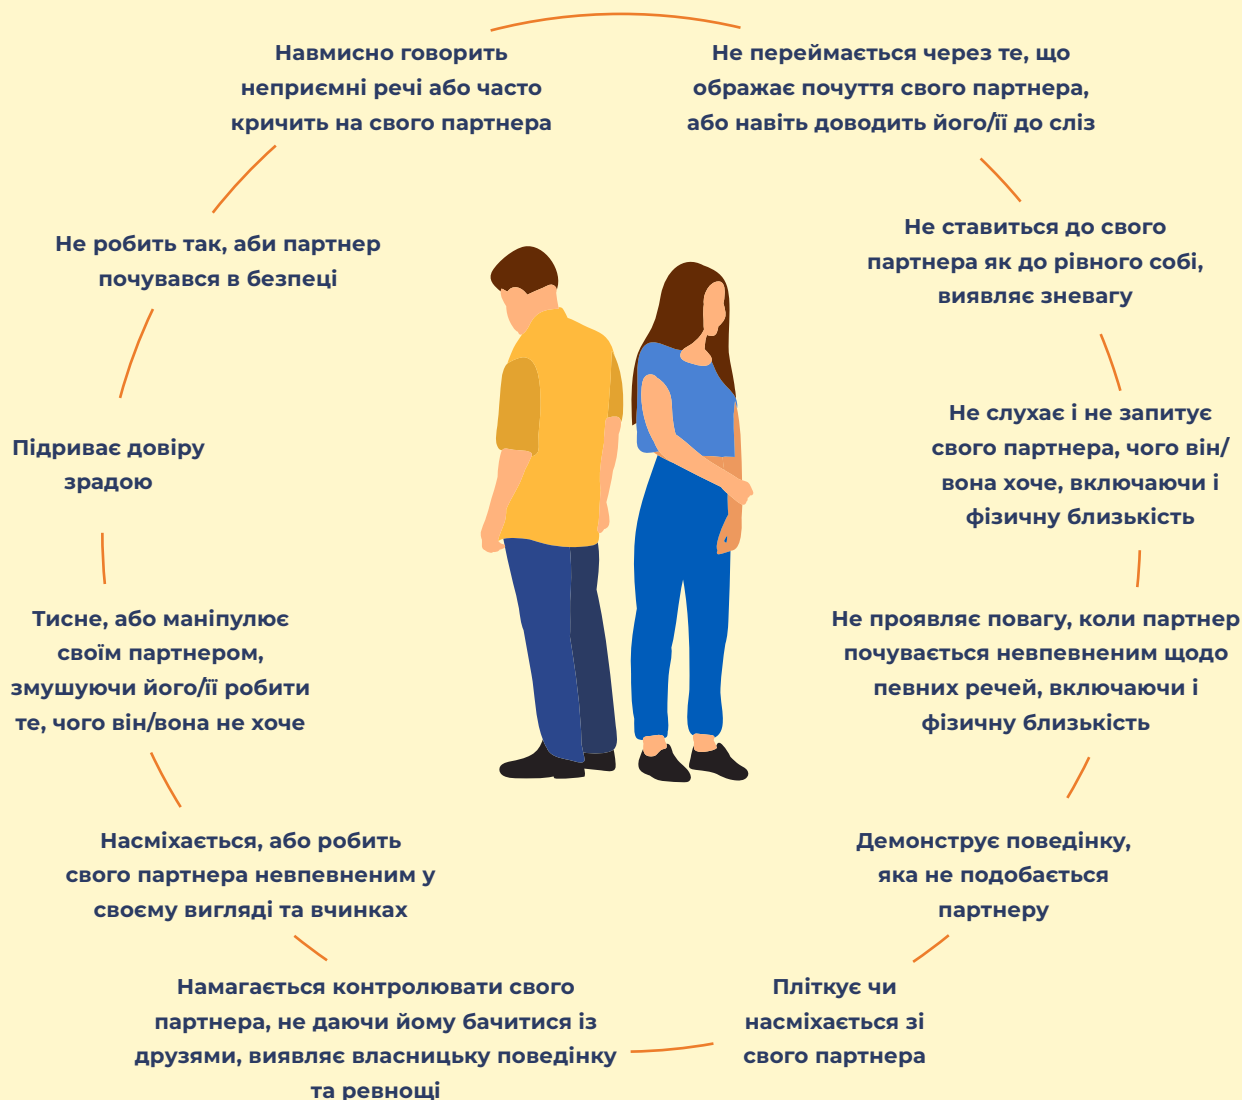 Навмисно говорить
неприємні речі або часто
кричить на свого партнера
Не переймається через те, що
ображає почуття свого партнера,
або навіть доводить його/її до сліз
Не ставиться до свого
партнера як до рівного собі,
виявляє зневагу
Не слухає і не запитує
свого партнера, чого він/
вона хоче, включаючи і
фізичну близькість
Не проявляє повагу, коли партнер
почувається невпевненим щодо
певних речей, включаючи і
фізичну близькість
Демонструє поведінку,
яка не подобається
партнеру
Пліткує чи
насміхається зі
свого партнера
Намагається контролювати свого
партнера, не даючи йому бачитися із
друзями, виявляє власницьку поведінку
та ревнощі
Насміхається, або робить
свого партнера невпевненим у
своєму вигляді та вчинках
Тисне, або маніпулює
своїм партнером,
змушуючи його/її робити
те, чого він/вона не хоче
Підриває довіру
зрадою
Не робить так, аби партнер
почувався в безпеці